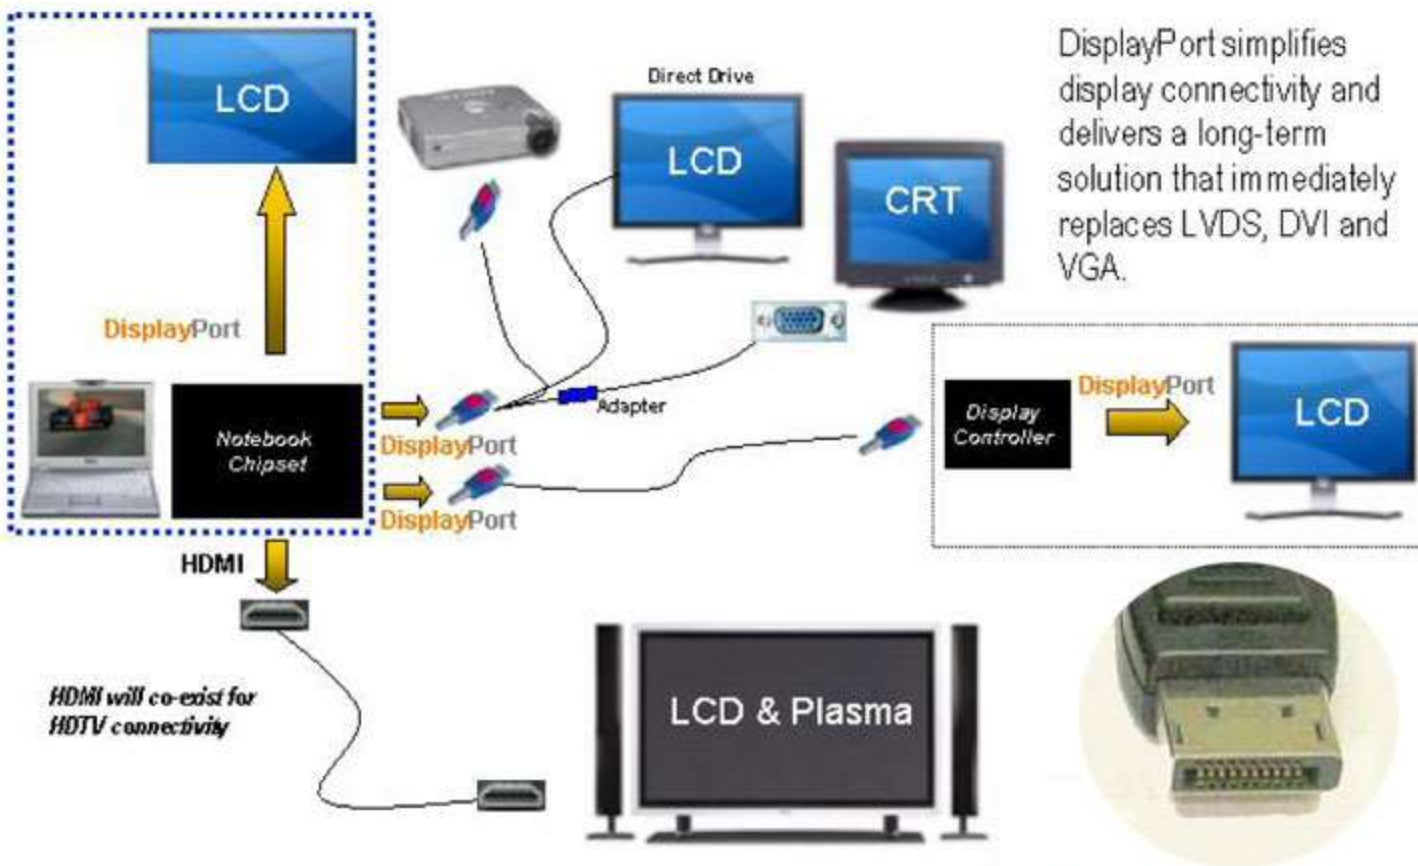 LCD
DisplayPort
Notebook
Chipset
DisplayPort
DisplayPort
HDMI
HDMI will co-exist for
HDTV connectivity
Direct Drive
LCD
CRT
Adapter
DisplayPort simplifies
display connectivity and
delivers a long-term
solution that immediately
replaces LVDS, DVI and
VGA.
Display
Controller
DisplayPort
LCD
LCD & Plasma